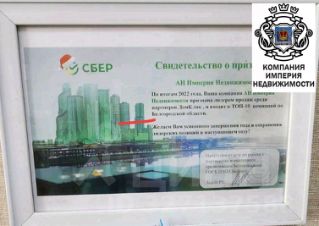 СБЕР
Свидетельство о приз
АН Империя Недвижимос
По итогам 2022 года, Ваша компания АН Империя
Недвижимости признана лидером продаж среди
партнеров ДомКлик, и входит в ТОП-10 компаний по
Белгородской области.
Желаем Вам успешного завершения года и сохранения
лидерских позиций в наступающем году!
КОМПАНИЯ
ИМПЕРИЯ
НЕДВИЖИМОСТИ